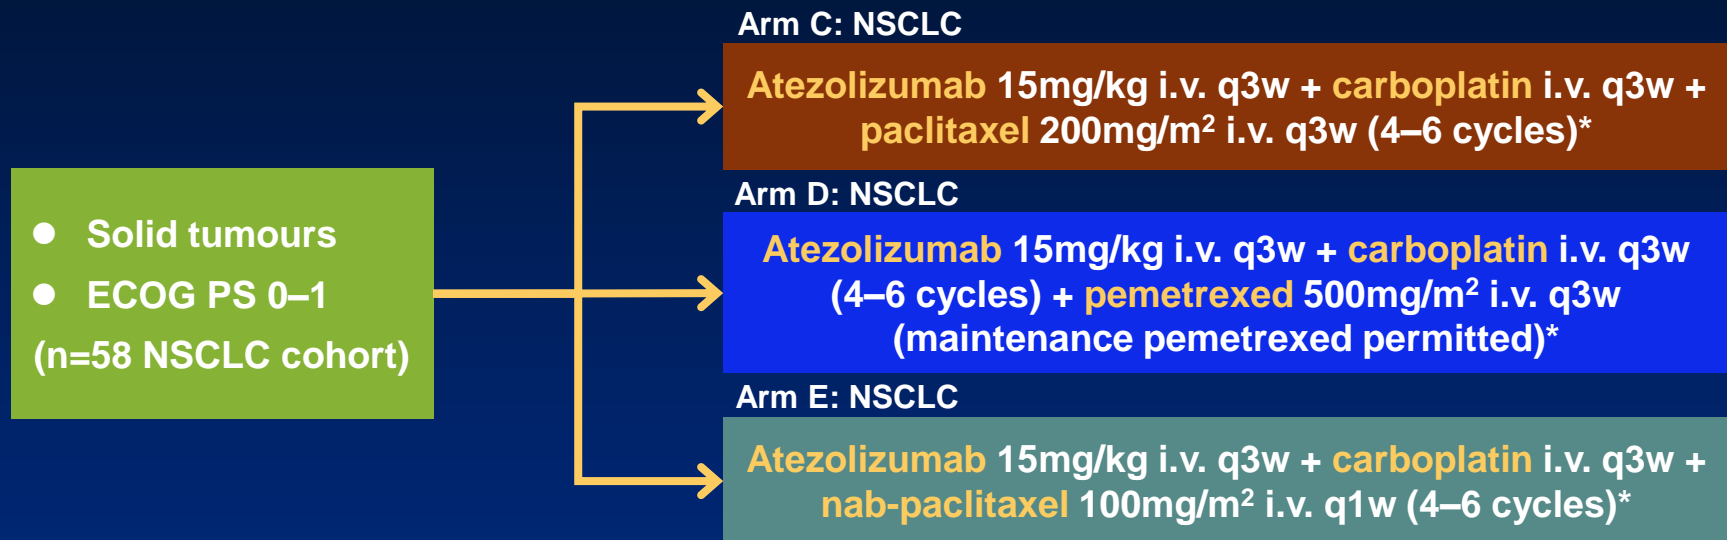 Solid tumours
ECOG PS 0–1
(n=58 NSCLC cohort)
Arm C: NSCLC
Atezolizumab 15mg/kg i.v. q3w + carboplatin i.v. q3w +
paclitaxel 200mg/m² i.v. q3w (4–6 cycles)*
Arm D: NSCLC
Atezolizumab 15mg/kg i.v. q3w + carboplatin i.v. q3w
(4–6 cycles) + pemetrexed 500mg/m² i.v. q3w
(maintenance pemetrexed permitted)*
Arm E: NSCLC
Atezolizumab 15mg/kg i.v. q3w + carboplatin i.v. q3w +
nab-paclitaxel 100mg/m² i.v. q1w (4–6 cycles)*